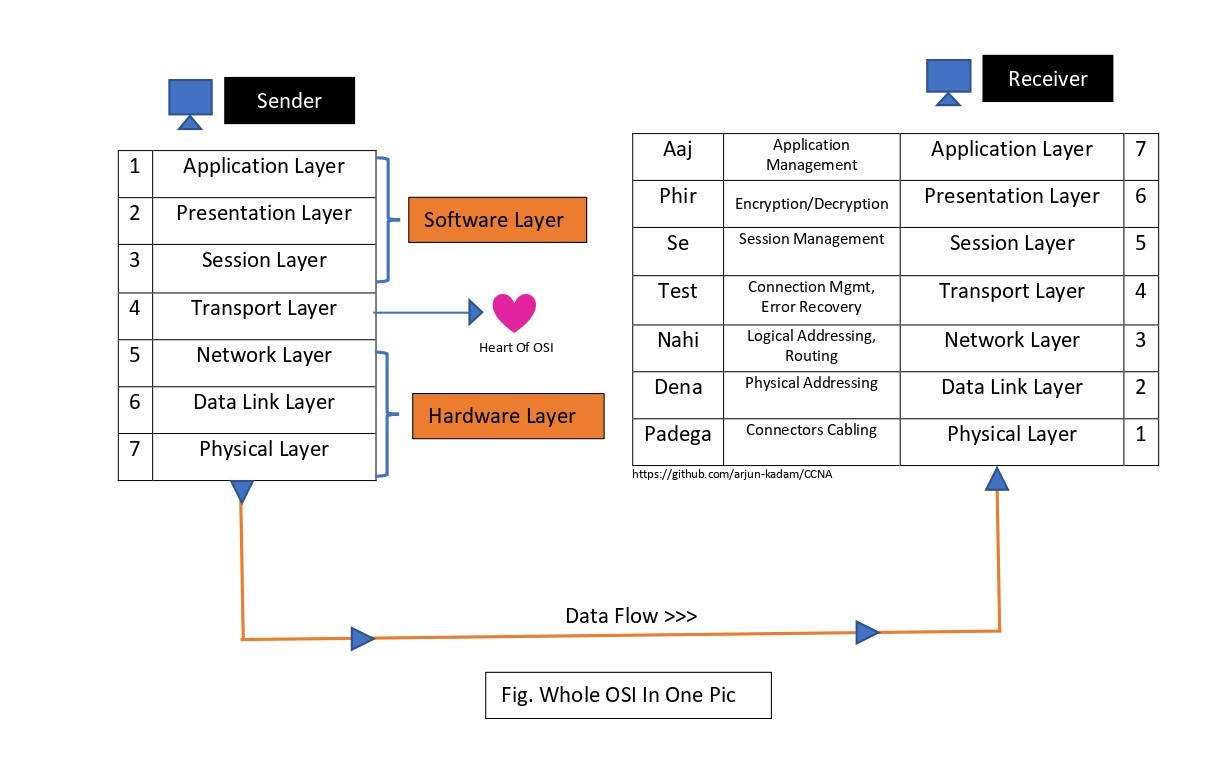 Sender
Receiver
1 Application Layer
2 Presentation Layer
3 Session Layer
4 Transport Layer
5 Network Layer
6 Data Link Layer
7 Physical Layer
Software Layer
Heart Of OSI
Hardware Layer
Aaj Application Management Application Layer 7
Phir Encryption/Decryption Presentation Layer 6
Se Session Management Session Layer 5
Test Connection Mgmt, Error Recovery Transport Layer 4
Nahi Logical Addressing, Routing Network Layer 3
Dena Physical Addressing Data Link Layer 2
Padega Connectors Cabling Physical Layer 1
https://github.com/arjun-kadam/CCNA
Data Flow >>>
Fig. Whole OSI In One Pic